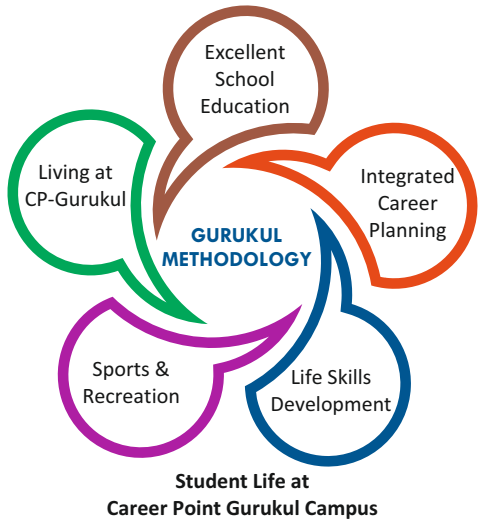 Excellent
School
Education
Integrated
Career
Planning
Life Skills
Development
Sports &
Recreation
Living at
CP-Gurukul
GURUKUL
METHODOLOGY
Student Life at
Career Point Gurukul Campus